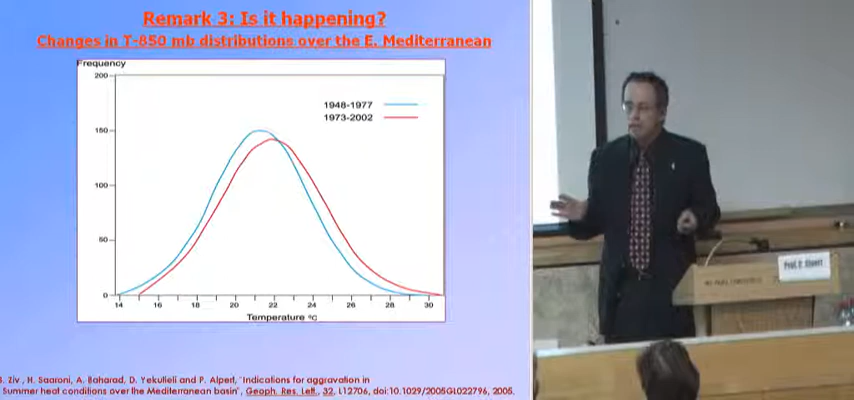 Remark 3: Is it happening?
Changes in T-850 mb distributions over the E. Mediterranean
Frequency
200
150
100
50
0
1948-1977
1973-2002
14 16 18 20 22 24 26 28 30
Temperature °C
B. Ziv, H. Saaroni, A. Baharad, D. Yekutieli and P. Alpert, "Indications for aggravation in
Summer heat conditions over the Mediterranean basin", Geoph. Res. Lett., 32, L12706, doi:10.1029/2005GL022796, 2005.
Prof. P. Alpert